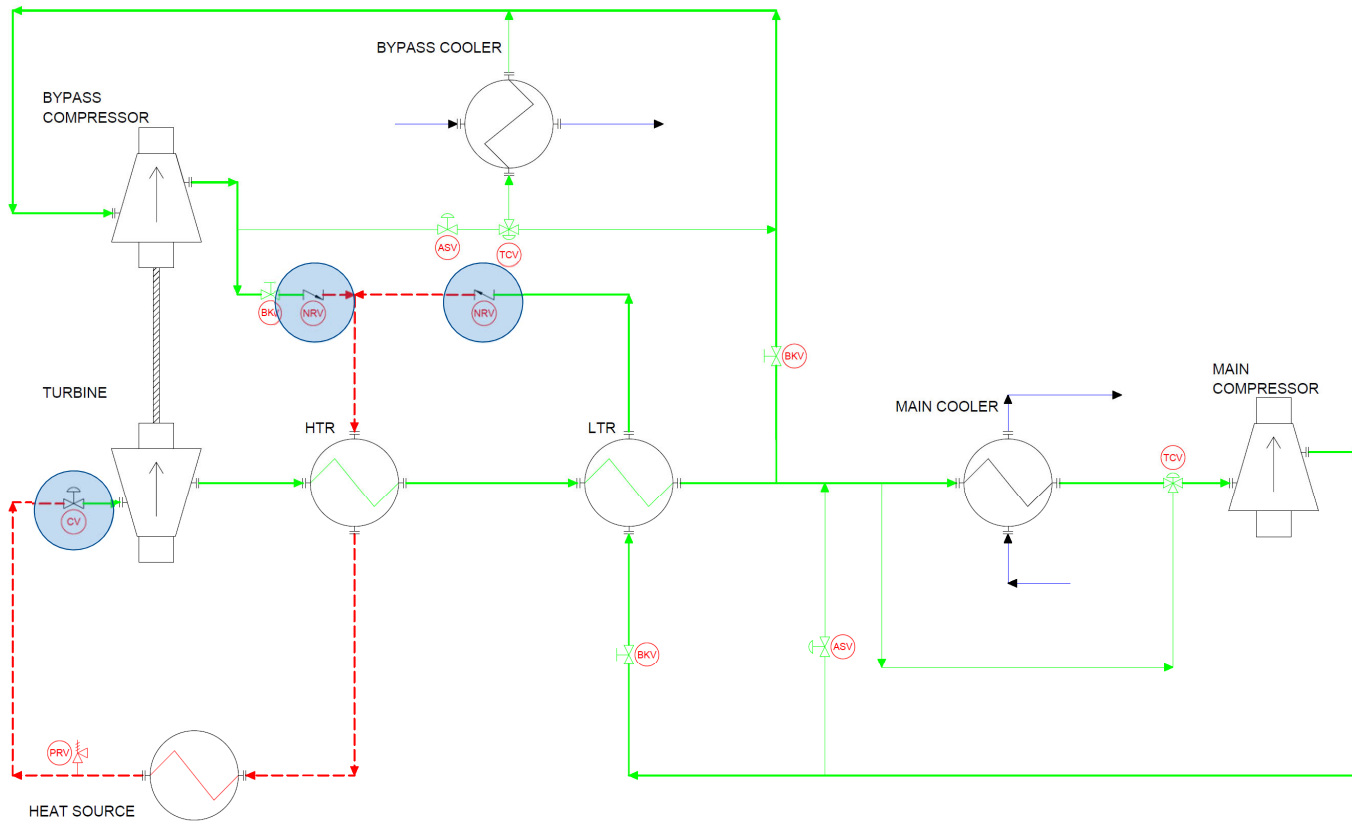 BYPASS COOLER
BYPASS
COMPRESSOR
ASV
TCV
BKV
NRV
NRV
BKV
TURBINE
MAIN
COMPRESSOR
MAIN COOLER
HTR
LTR
TCV
CV
BKV
ASV
PRV
HEAT SOURCE